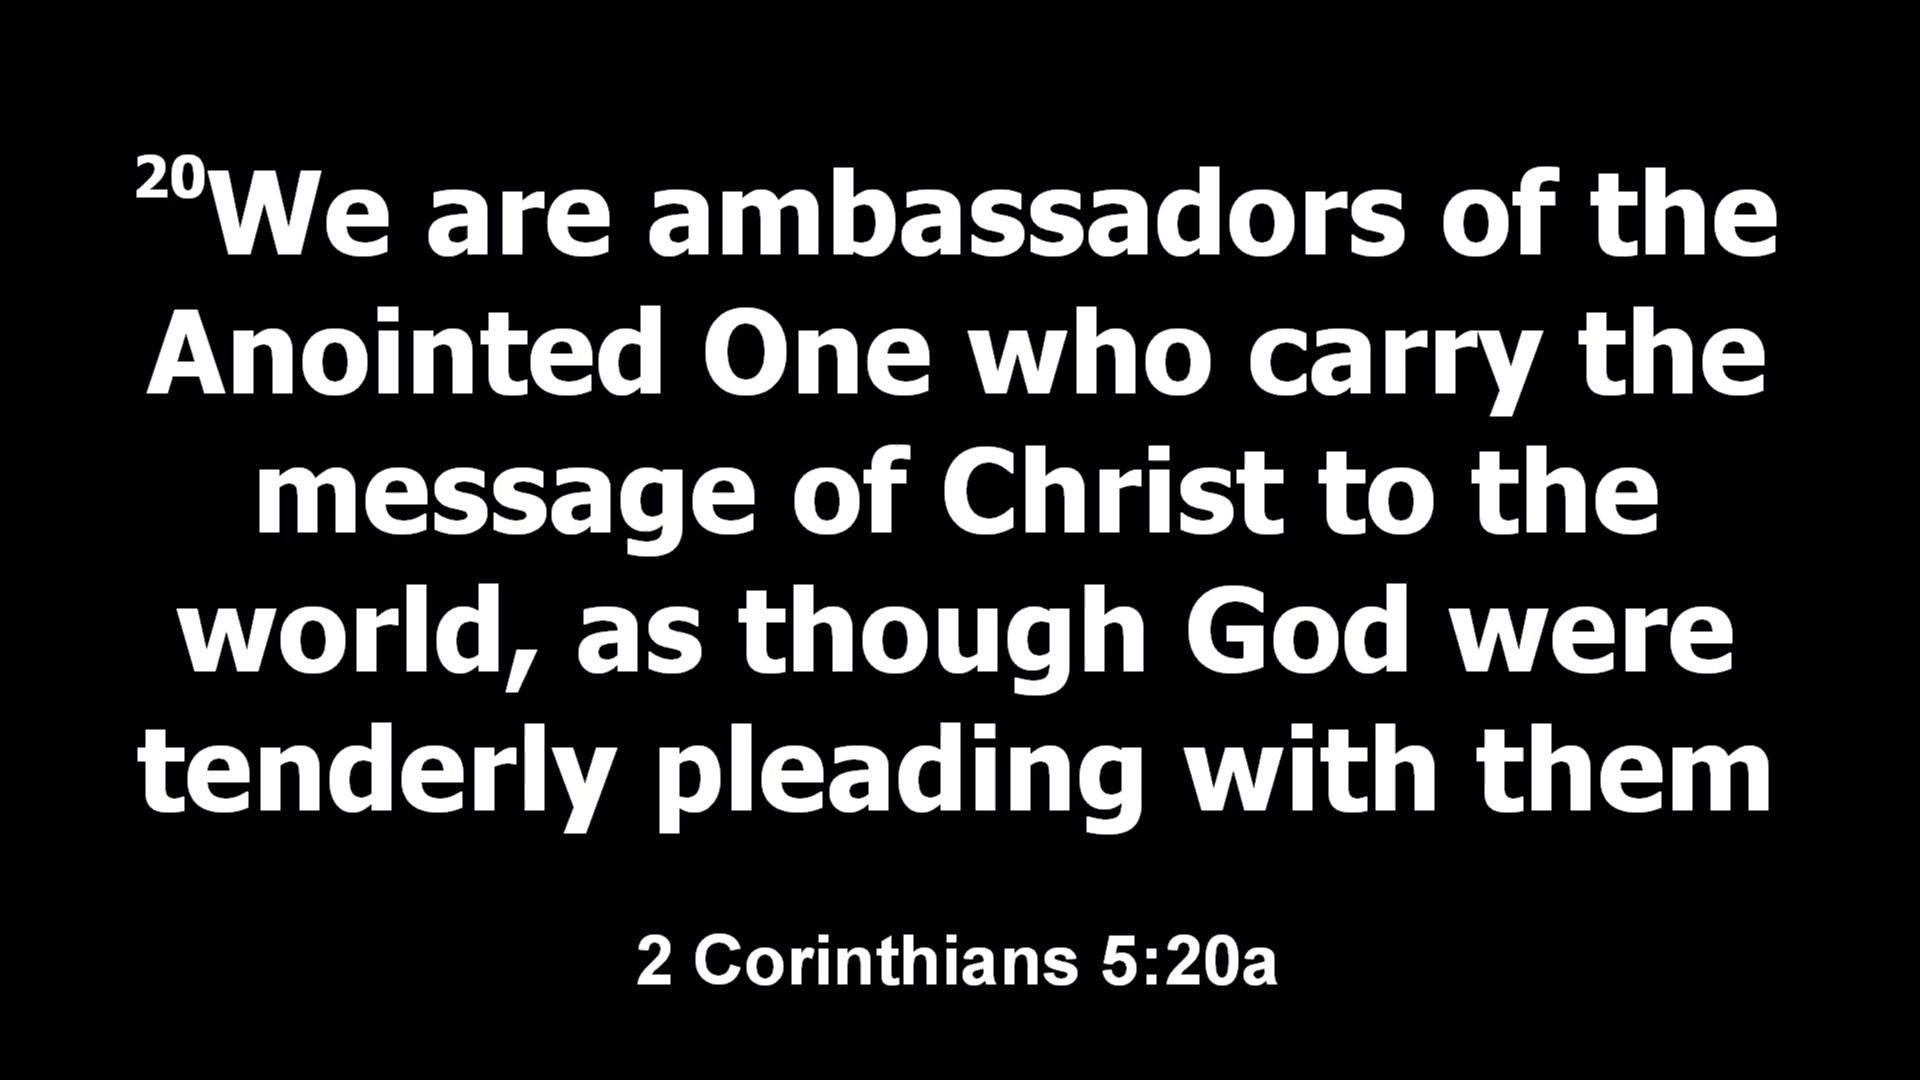 20We are ambassadors of the
Anointed One who carry the
message of Christ to the
world, as though God were
tenderly pleading with them
2 Corinthians 5:20a